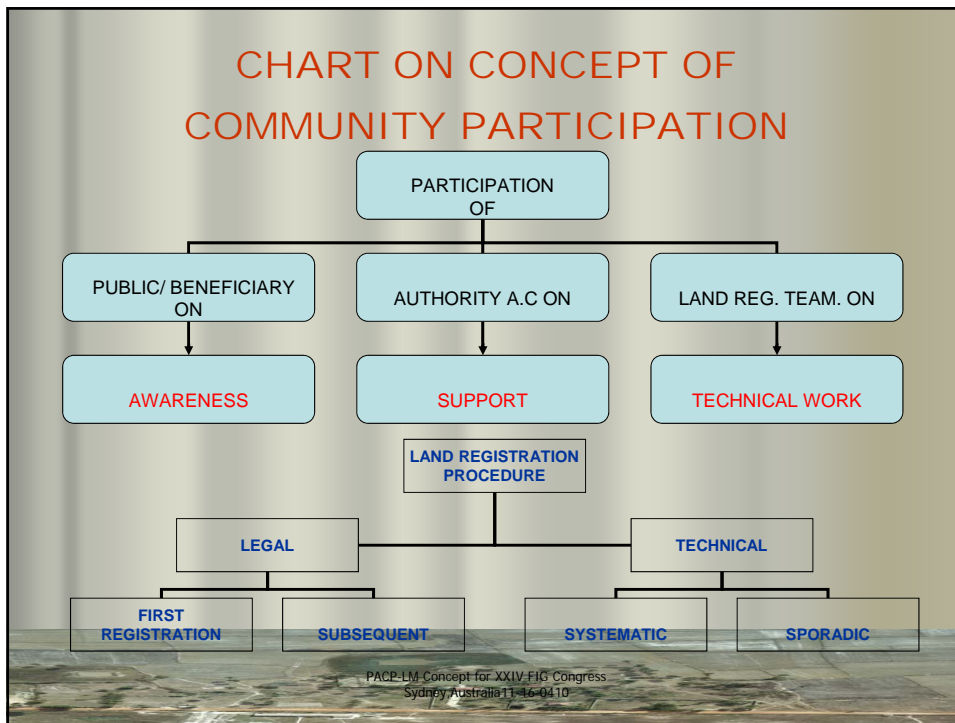 CHART ON CONCEPT OF
COMMUNITY PARTICIPATION
PARTICIPATION
OF
PUBLIC/ BENEFICIARY
ON
AUTHORITY A.C ON
LAND REG. TEAM. ON
AWARENESS
SUPPORT
TECHNICAL WORK
LAND REGISTRATION
PROCEDURE
LEGAL
TECHNICAL
FIRST
REGISTRATION
SUBSEQUENT
SYSTEMATIC
SPORADIC
PACP-LM Concept for XXIV FIG Congress
Sydney,Australia11-16-0410